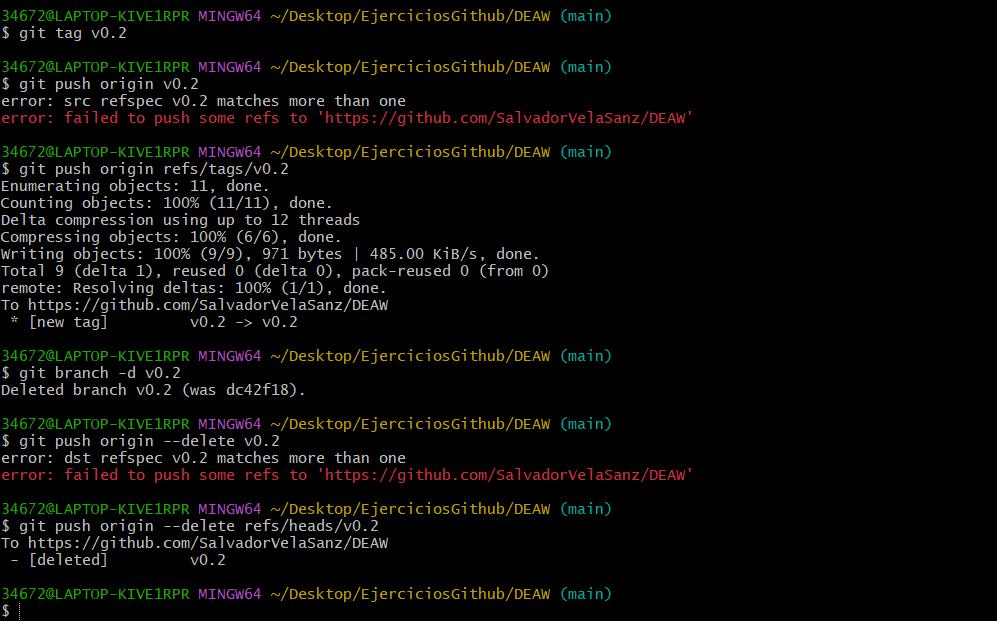 34672@LAPTOP-KIVE1RPR MINGW64 ~/Desktop/EjerciciosGithub/DEAW (main)
$ git tag v0.2
34672@LAPTOP-KIVE1RPR MINGW64 ~/Desktop/EjerciciosGithub/DEAW (main)
$ git push origin v0.2
error: src refspec v0.2 matches more than one
error: failed to push some refs to 'https://github.com/SalvadorVelaSanz/DEAW'
34672@LAPTOP-KIVE1RPR MINGW64 ~/Desktop/EjerciciosGithub/DEAW (main)
$ git push origin refs/tags/v0.2
Enumerating objects: 11, done.
Counting objects: 100% (11/11), done.
Delta compression using up to 12 threads
Compressing objects: 100% (6/6), done.
Writing objects: 100% (9/9), 971 bytes | 485.00 KiB/s, done.
Total 9 (delta 1), reused 0 (delta 0), pack-reused 0 (from 0)
remote: Resolving deltas: 100% (1/1), done.
To https://github.com/SalvadorVelaSanz/DEAW
 * [new tag]         v0.2 -> v0.2
34672@LAPTOP-KIVE1RPR MINGW64 ~/Desktop/EjerciciosGithub/DEAW (main)
$ git branch -d v0.2
Deleted branch v0.2 (was dc42f18).
34672@LAPTOP-KIVE1RPR MINGW64 ~/Desktop/EjerciciosGithub/DEAW (main)
$ git push origin --delete v0.2
error: dst refspec v0.2 matches more than one
error: failed to push some refs to 'https://github.com/SalvadorVelaSanz/DEAW'
34672@LAPTOP-KIVE1RPR MINGW64 ~/Desktop/EjerciciosGithub/DEAW (main)
$ git push origin --delete refs/heads/v0.2
To https://github.com/SalvadorVelaSanz/DEAW
 - [deleted]         v0.2
34672@LAPTOP-KIVE1RPR MINGW64 ~/Desktop/EjerciciosGithub/DEAW (main)
$